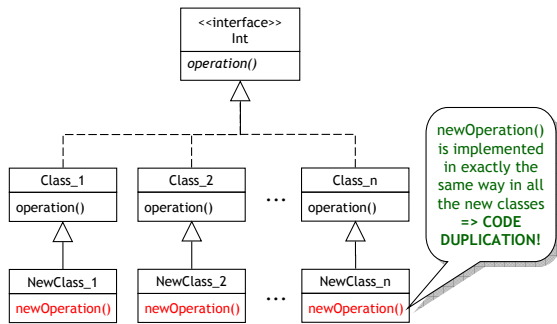 <<interface>>
Int
operation()
newOperation()
is implemented
in exactly the
same way in all
the new classes
=> CODE
DUPLICATION!
Class_1
Class_2
...
Class_n
operation()
operation()
operation()
NewClass_1
NewClass_2
...
NewClass_n
newOperation()
newOperation()
newOperation()